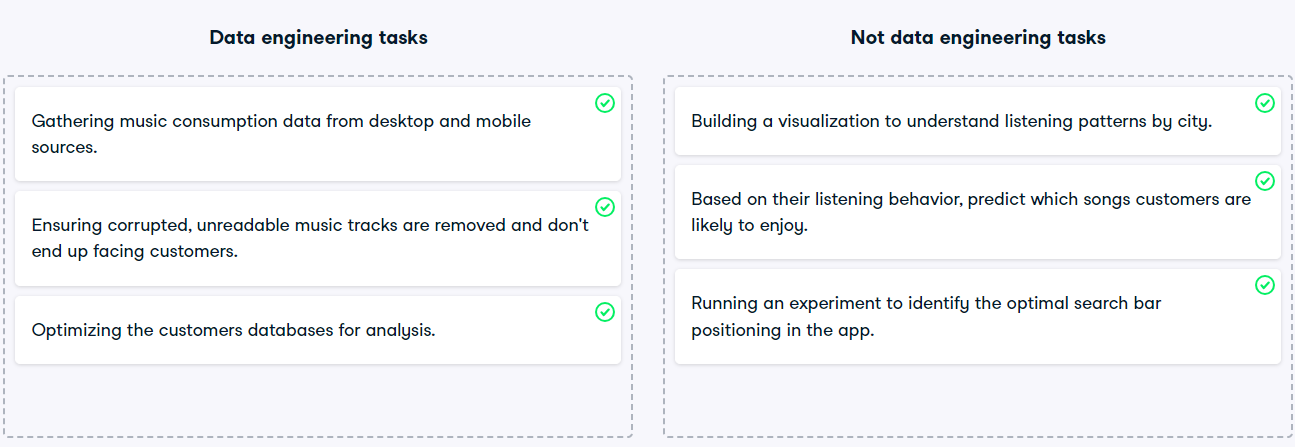 Data engineering tasks
Not data engineering tasks
Gathering music consumption data from desktop and mobile
sources.
Ensuring corrupted, unreadable music tracks are removed and don't
end up facing customers.
Optimizing the customers databases for analysis.
Building a visualization to understand listening patterns by city.
Based on their listening behavior, predict which songs customers are
likely to enjoy.
Running an experiment to identify the optimal search bar
positioning in the app.